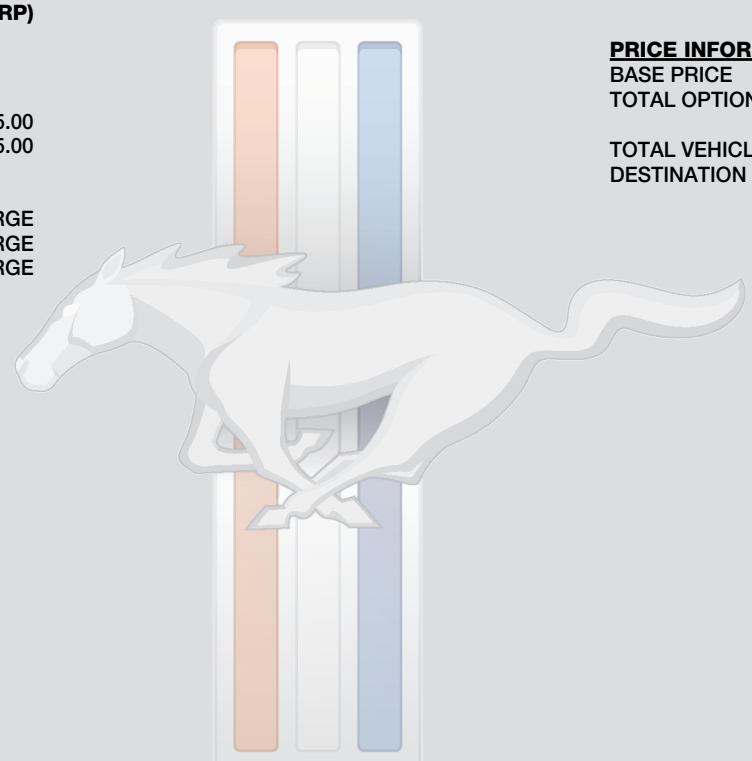 RP)
5.00
5.00
RGE
RGE
RGE
PRICE INFOR
BASE PRICE
TOTAL OPTION
TOTAL VEHICL
DESTINATION